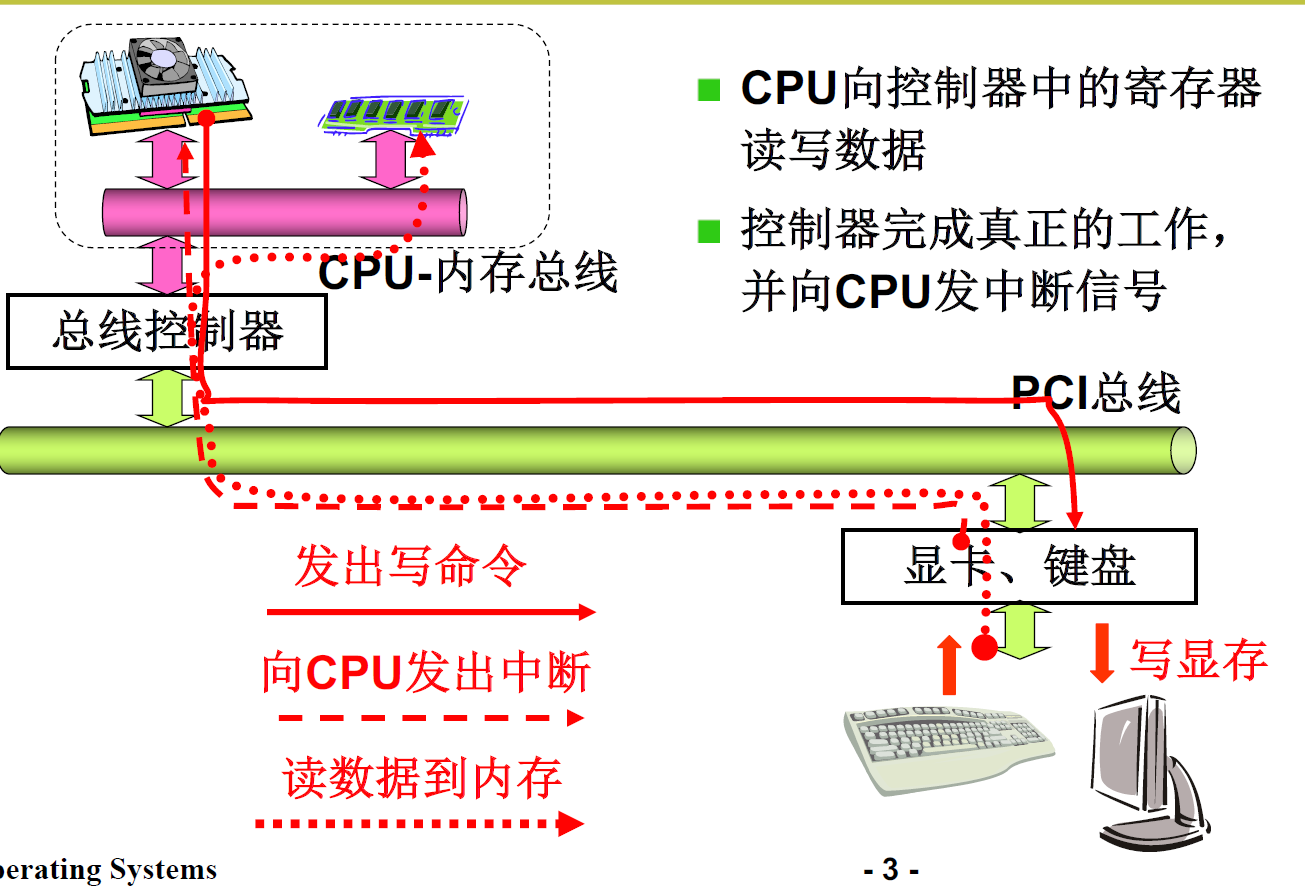 CPU向控制器中的寄存器
读写数据
控制器完成真正的工作，
并向CPU发中断信号
CPU-内存总线
总线控制器
PCI总线
显卡、键盘
发出写命令
向CPU发出中断
写显存
读数据到内存
perating Systems
- 3 -